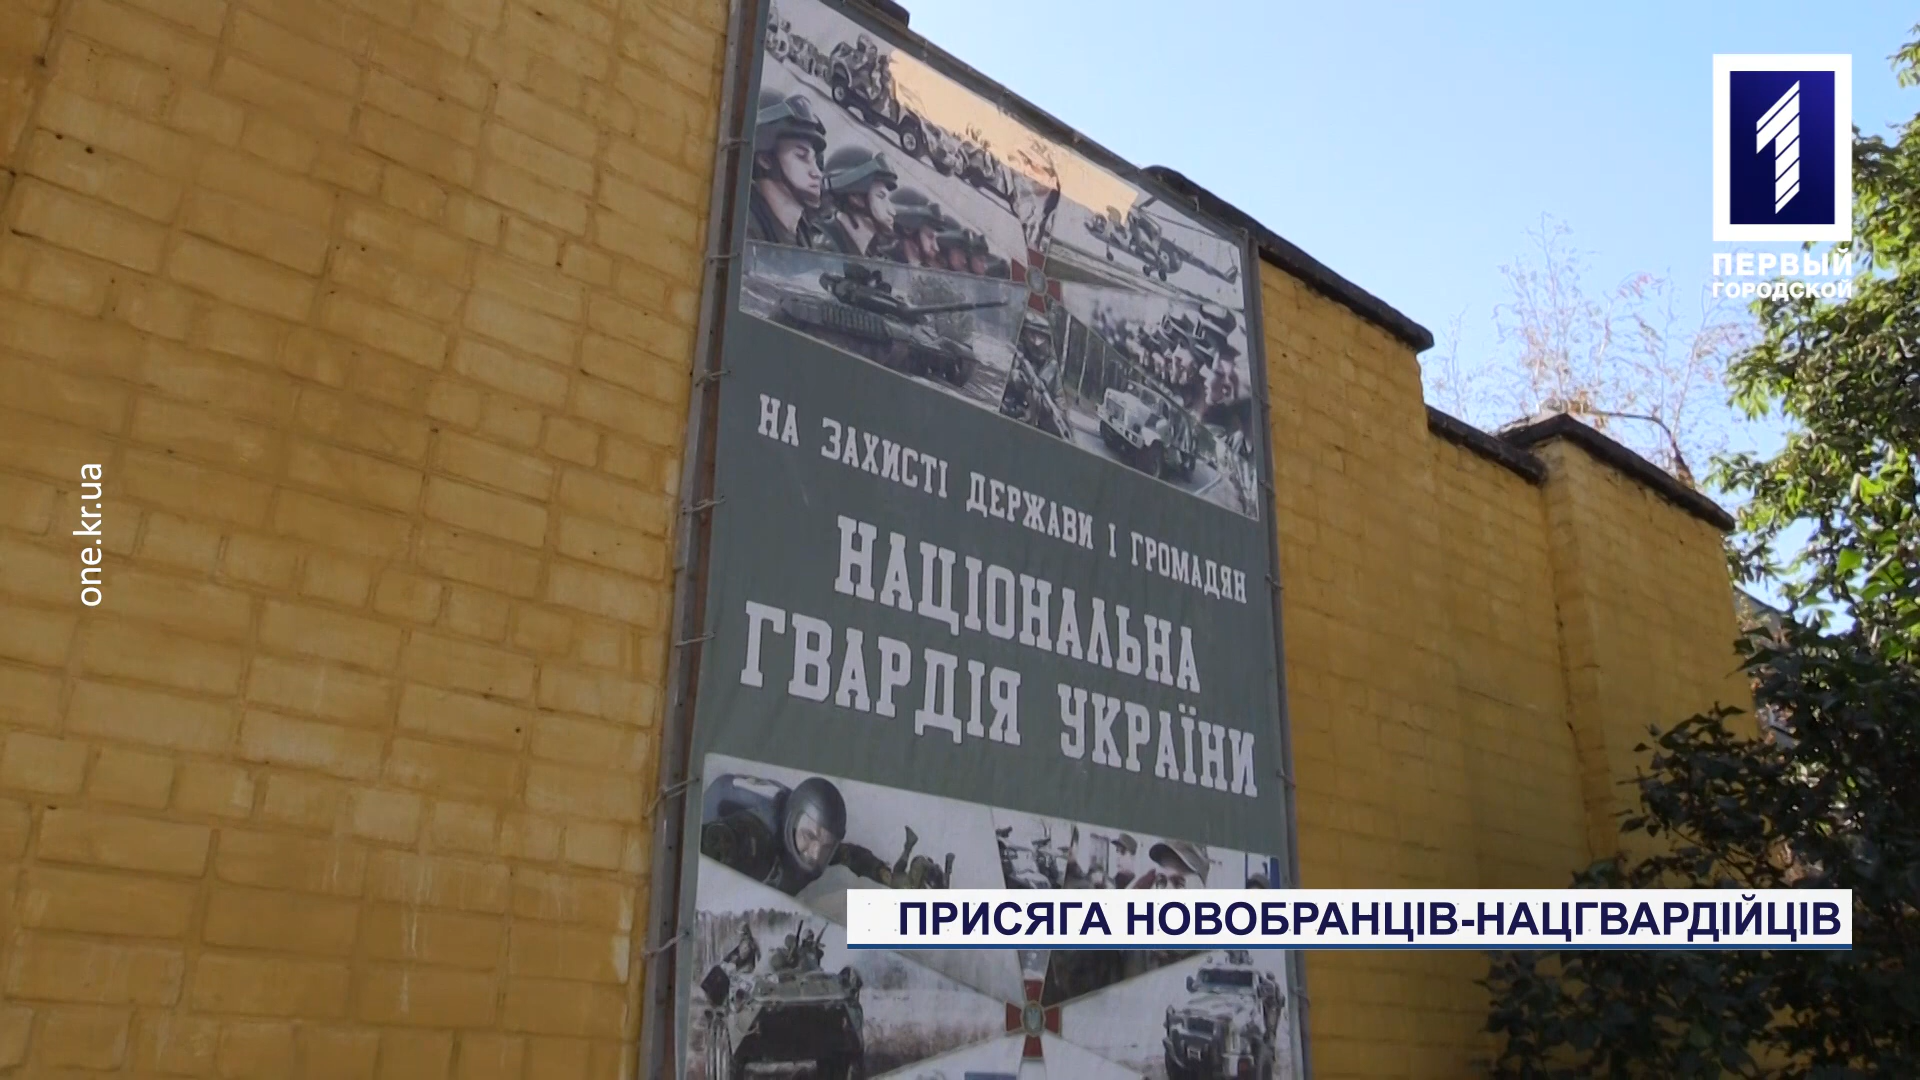 ПЕРВЫЙ
ГОРОДСКОЙ
one.kr.ua
НА ЗАХИСТІ ДЕРЖАВИ І ГРОМАДЯН
НАЦІОНАЛЬНА
ГВАРДІЯ УКРАЇНИ
ПРИСЯГА НОВОБРАНЦІВ-НАЦГВАРДІЙЦІВ